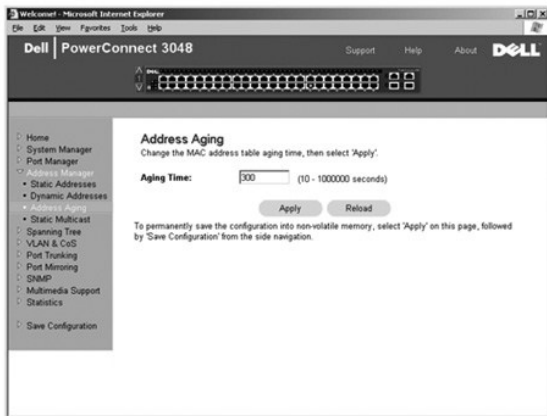 Welcome! - Microsoft Internet Explorer
File Edit View Favorites Tools Help
Dell | PowerConnect 3048
Support Help About DELL
Home
System Manager
Port Manager
Address Manager
Static Addresses
Dynamic Addresses
Address Aging
Static Multicast
Spanning Tree
VLAN & CoS
Port Trunking
Port Mirroring
SNMP
Multimedia Support
Statistics
Save Configuration
Address Aging
Change the MAC address table aging time, then select 'Apply'.
Aging Time: 300 (10 - 1000000 seconds)
Apply Reload
To permanently save the configuration into non-volatile memory, select 'Apply' on this page, followed
by 'Save Configuration' from the side navigation.